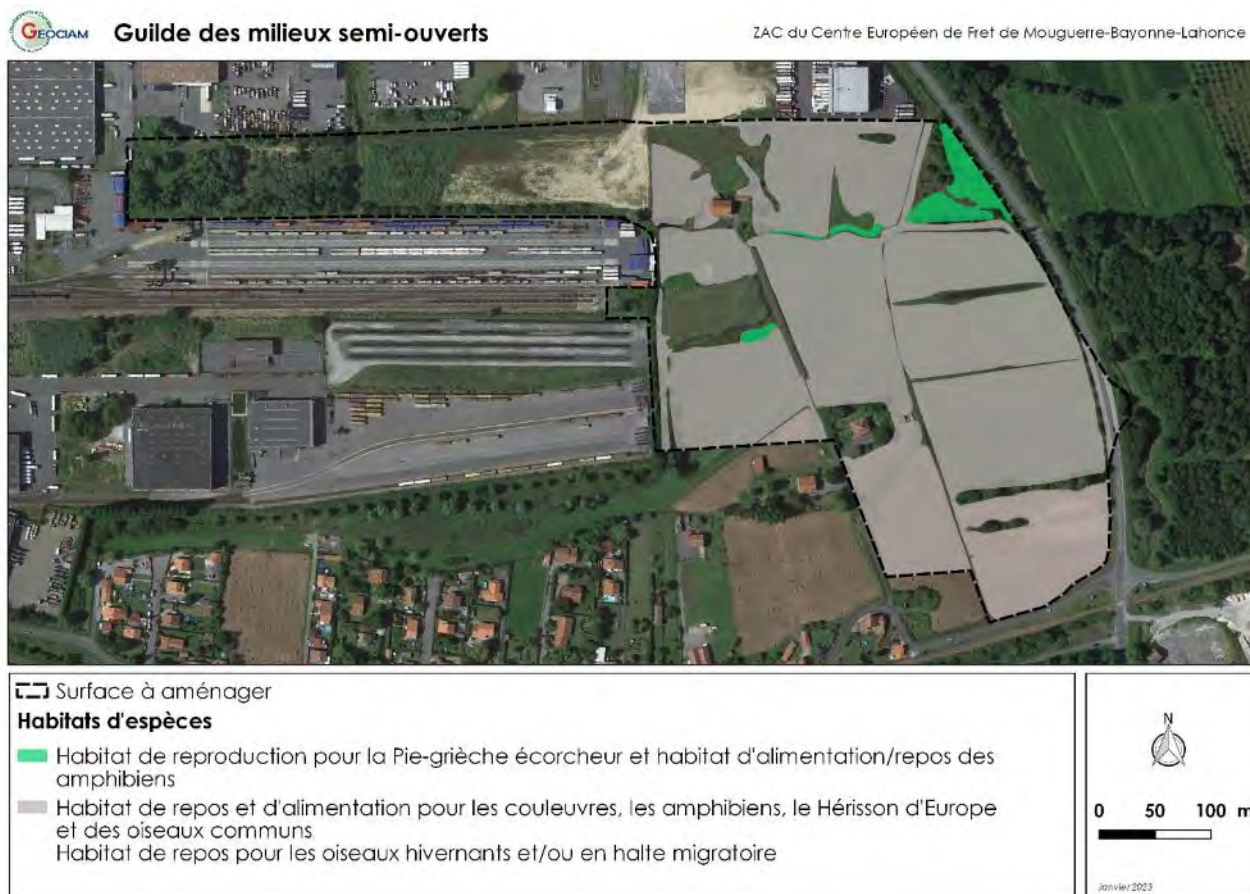 GEOCIAM
Guilde des milieux semi-ouverts
ZAC du Centre Européen de Fret de Mouguerre-Bayonne-Lahonce
Surface à aménager
Habitats d'espèces
Habitat de reproduction pour la Pie-grièche écorcheur et habitat d'alimentation/repos des
amphibiens
Habitat de repos et d'alimentation pour les couleuvres, les amphibiens, le Hérisson d'Europe
et des oiseaux communs
Habitat de repos pour les oiseaux hivernants et/ou en halte migratoire
N
0 50 100 m
Janvier 2023